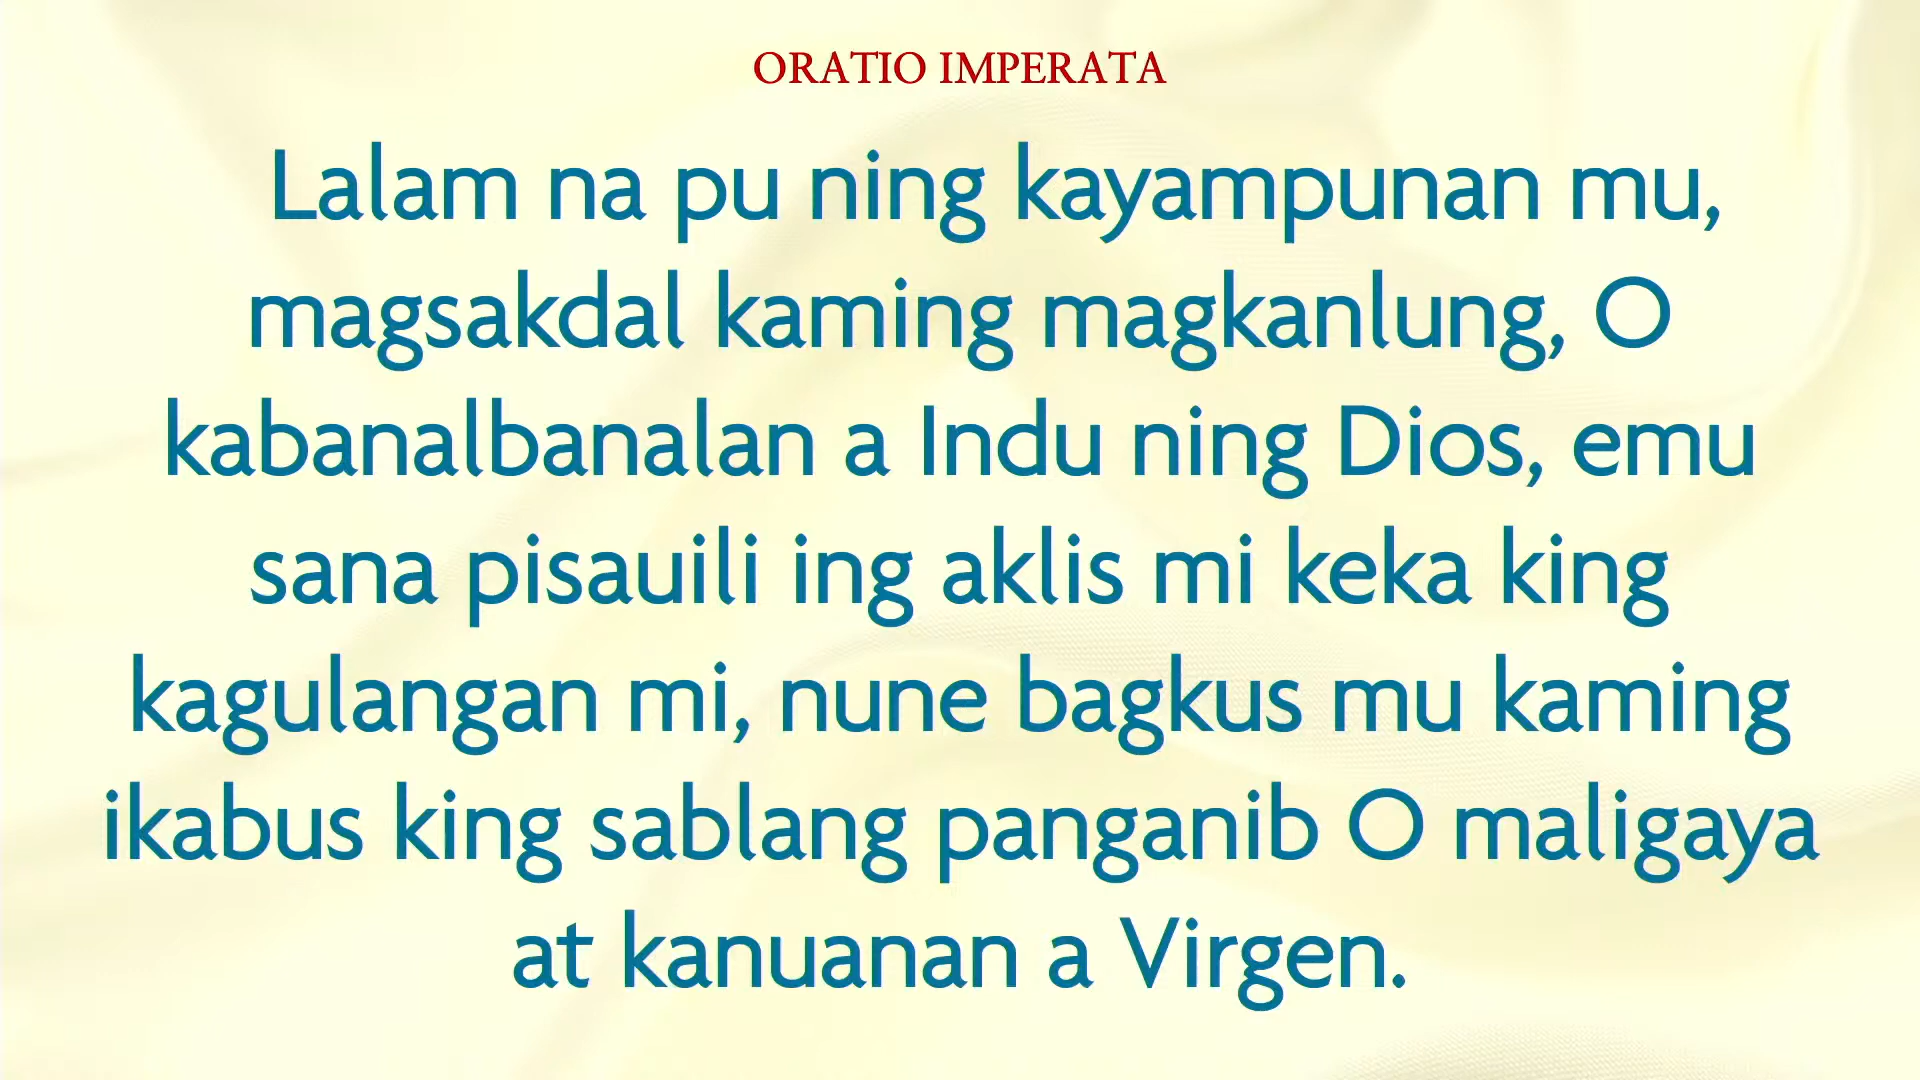 ORATIO IMPERATA
Lalam na pu ning kayampunan mu,
magsakdal kaming magkanlung, O
kabanalbanalan a Indu ning Dios, emu
sana pisauili ing aklis mi keka king
kagulangan mi, nune bagkus mu kaming
ikabus king sablang panganib O maligaya
at kanuanan a Virgen.